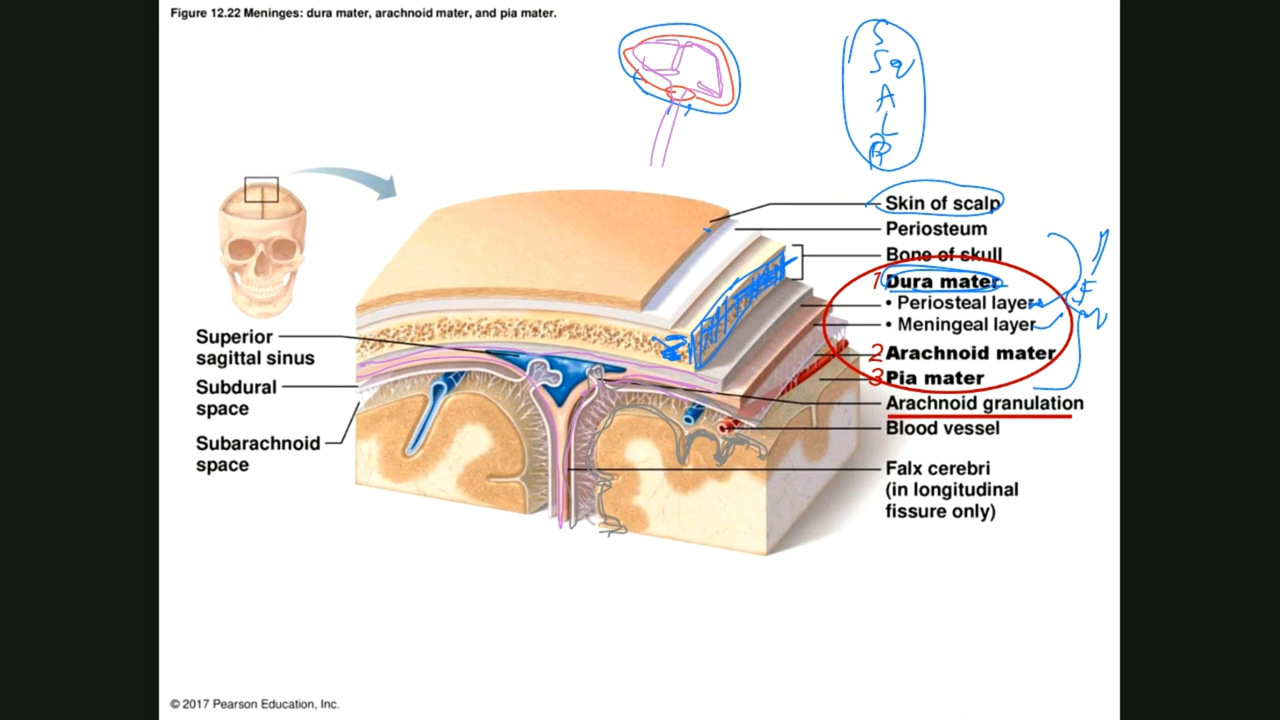 Figure 12.22 Meninges: dura mater, arachnoid mater, and pia mater.
S
Sq
A
L
P
Skin of scalp
Periosteum
Bone of skull
1 Dura mater
• Periosteal layer
• Meningeal layer
2 Arachnoid mater
3 Pia mater
Arachnoid granulation
Blood vessel
Falx cerebri
(in longitudinal
fissure only)
Superior
sagittal sinus
Subdural
space
Subarachnoid
space
© 2017 Pearson Education, Inc.